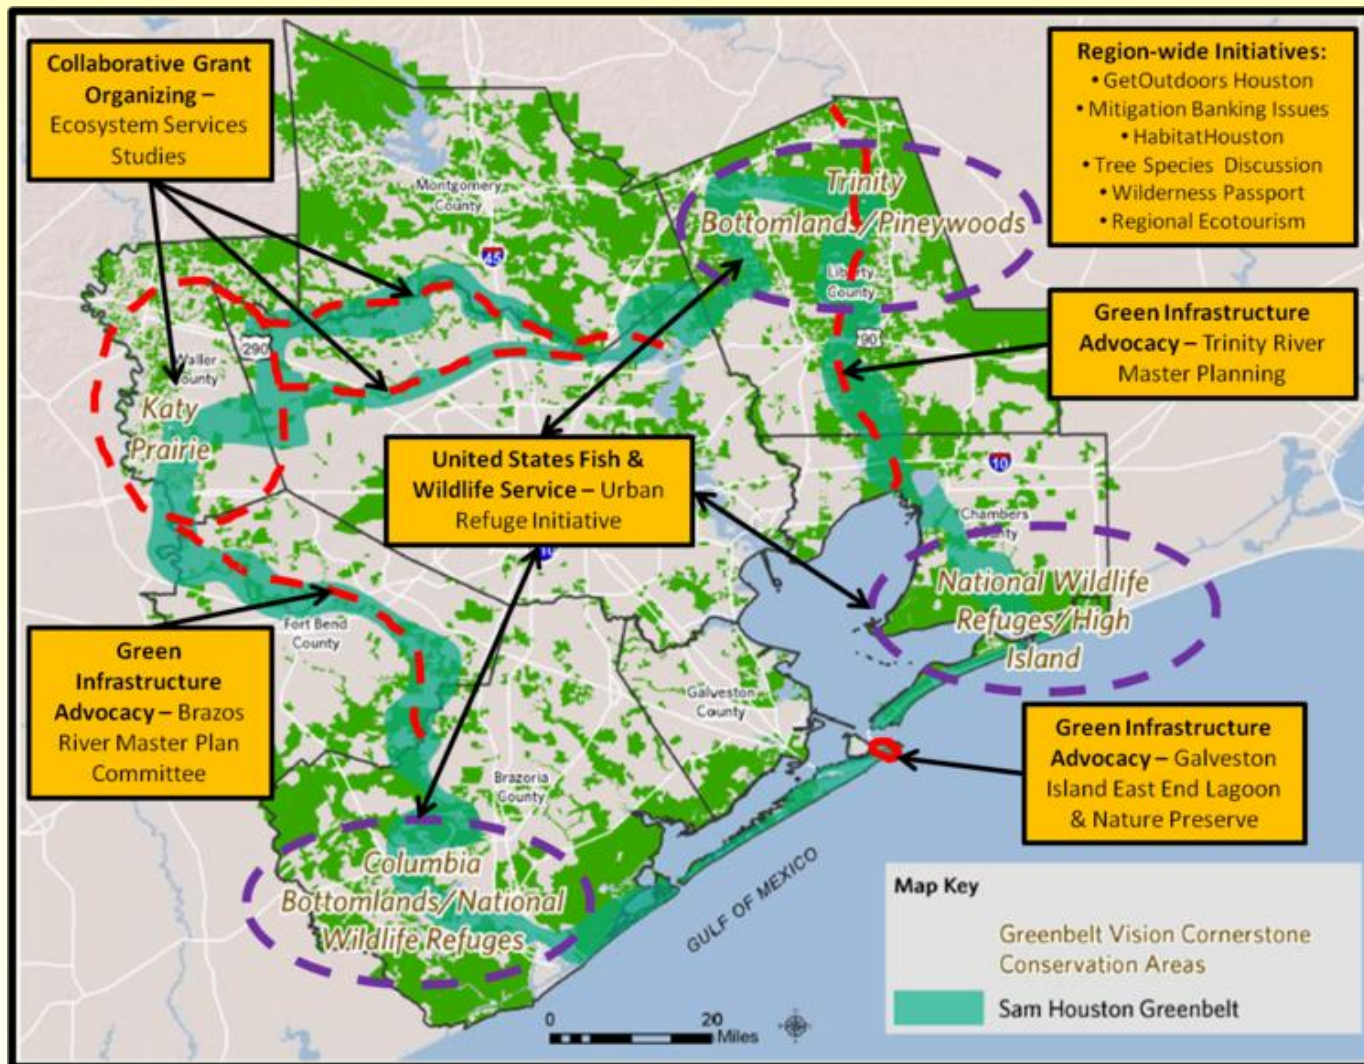 Collaborative Grant
Organizing –
Ecosystem Services
Studies
Region-wide Initiatives:
• GetOutdoors Houston
• Mitigation Banking Issues
• HabitatHouston
• Tree Species Discussion
• Wilderness Passport
• Regional Ecotourism
Montgomery
County
45
Trinity
Bottomlands/Pineywoods
Liberty
County
90
Green Infrastructure
Advocacy – Trinity River
Master Planning
290
Waller
County
Katy
Prairie
United States Fish &
Wildlife Service – Urban
Refuge Initiative
10
10
Chambers
County
National Wildlife
Refuges/High
Island
Fort Bend
County
Green
Infrastructure
Advocacy – Brazos
River Master Plan
Committee
Galveston
County
Green Infrastructure
Advocacy – Galveston
Island East End Lagoon
& Nature Preserve
Brazoria
County
Columbia
Bottomlands/National
Wildlife Refuges
GULF OF MEXICO
Map Key
Greenbelt Vision Cornerstone
Conservation Areas
Sam Houston Greenbelt
0 20
Miles